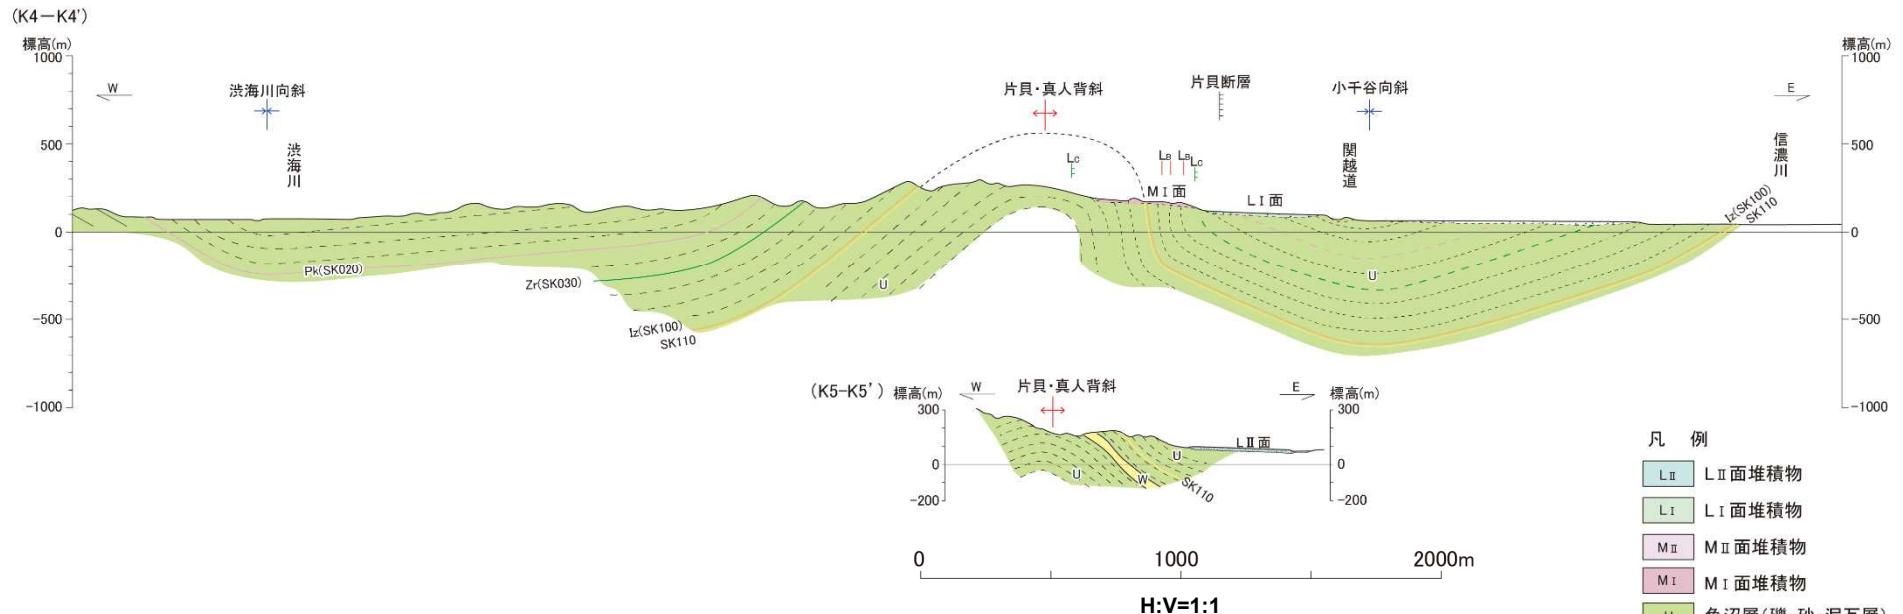 (K4－K4')
標高(m)
標高(m)
1000
1000
W
渋海川向斜
片貝・真人背斜
片貝断層
小千谷向斜
E
渋海川
関越道
信濃川
500
500
LC
LB
LB
LC
MⅠ面
LⅠ面
Iz(SK100)
SK110
0
0
Pk(SK020)
Zr(SK030)
U
U
Iz(SK100)
SK110
-500
-500
-1000
-1000
(K5-K5')
標高(m)
W
片貝・真人背斜
E
標高(m)
300
300
LⅡ面
U
U
W
SK110
0
0
-200
-200
凡 例
LⅡ LⅡ面堆積物
LⅠ LⅠ面堆積物
MⅡ MⅡ面堆積物
MⅠ MⅠ面堆積物
0 1000 2000m
H:V=1:1